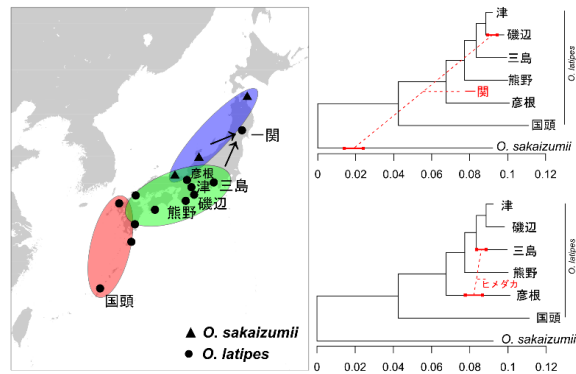 一関
彦根
津
三島
磯辺
熊野
国頭
▲ O. sakaizumii
● O. latipes
津
磯辺
三島
熊野
一関
彦根
国頭
O. sakaizumii
O. latipes
0 0.02 0.04 0.06 0.08 0.10 0.12
津
磯辺
三島
熊野
ヒメダカ
彦根
国頭
O. sakaizumii
O. latipes
0 0.02 0.04 0.06 0.08 0.10 0.12